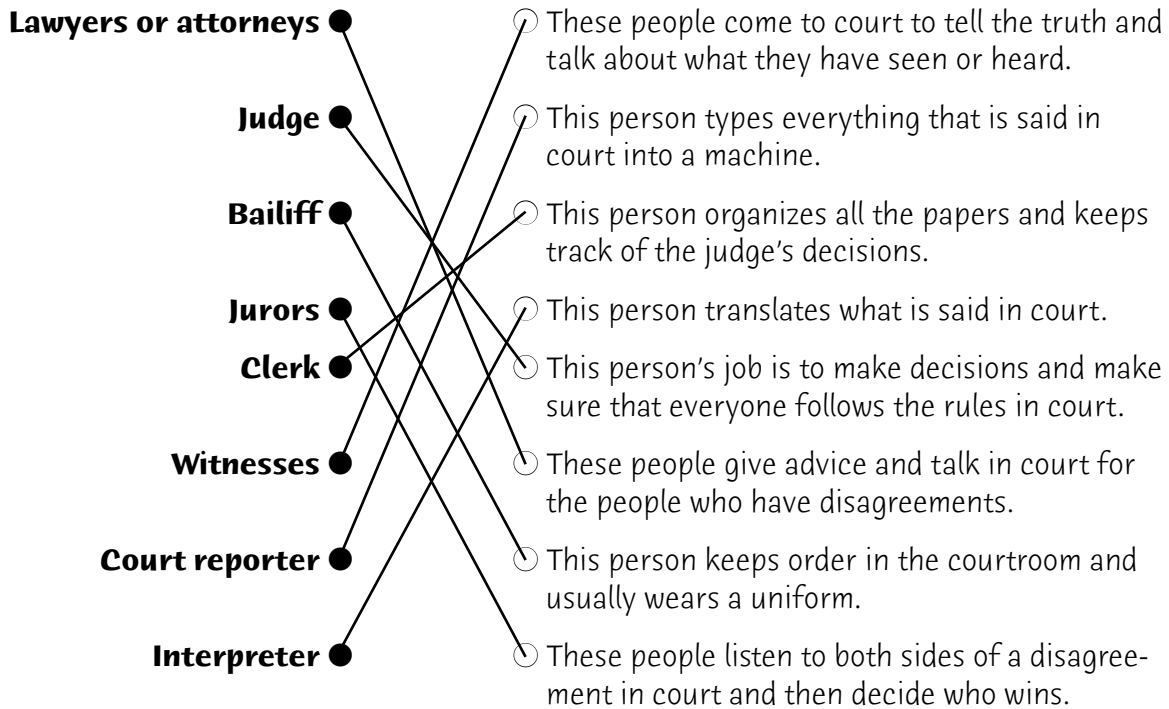 Lawyers or attorneys
These people come to court to tell the truth and
talk about what they have seen or heard.
Judge
This person types everything that is said in
court into a machine.
Bailiff
This person organizes all the papers and keeps
track of the judge's decisions.
Jurors
This person translates what is said in court.
Clerk
This person's job is to make decisions and make
sure that everyone follows the rules in court.
Witnesses
These people give advice and talk in court for
the people who have disagreements.
Court reporter
This person keeps order in the courtroom and
usually wears a uniform.
Interpreter
These people listen to both sides of a disagree-
ment in court and then decide who wins.